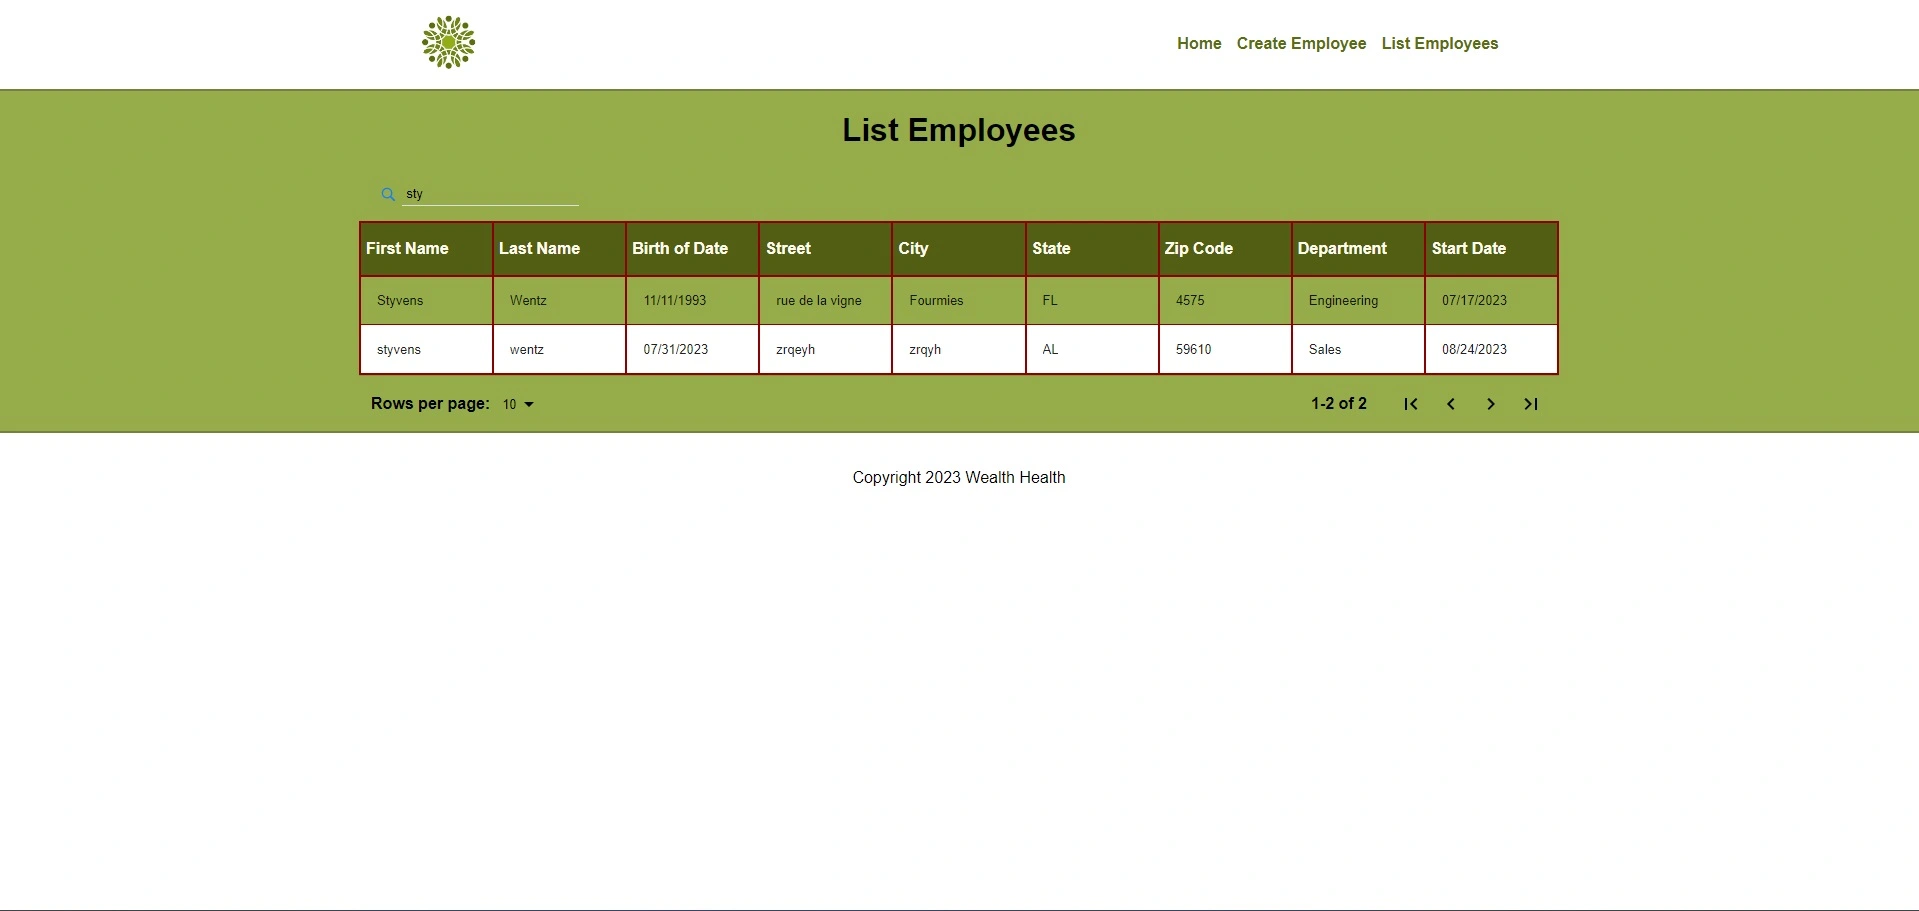 Home Create Employee List Employees
List Employees
sty
First Name Last Name Birth of Date Street City State Zip Code Department Start Date
Styvens Wentz 11/11/1993 rue de la vigne Fourmies FL 4575 Engineering 07/17/2023
styvens wentz 07/31/2023 zrqeyh zrqyh AL 59610 Sales 08/24/2023
Rows per page: 10 1-2 of 2
Copyright 2023 Wealth Health